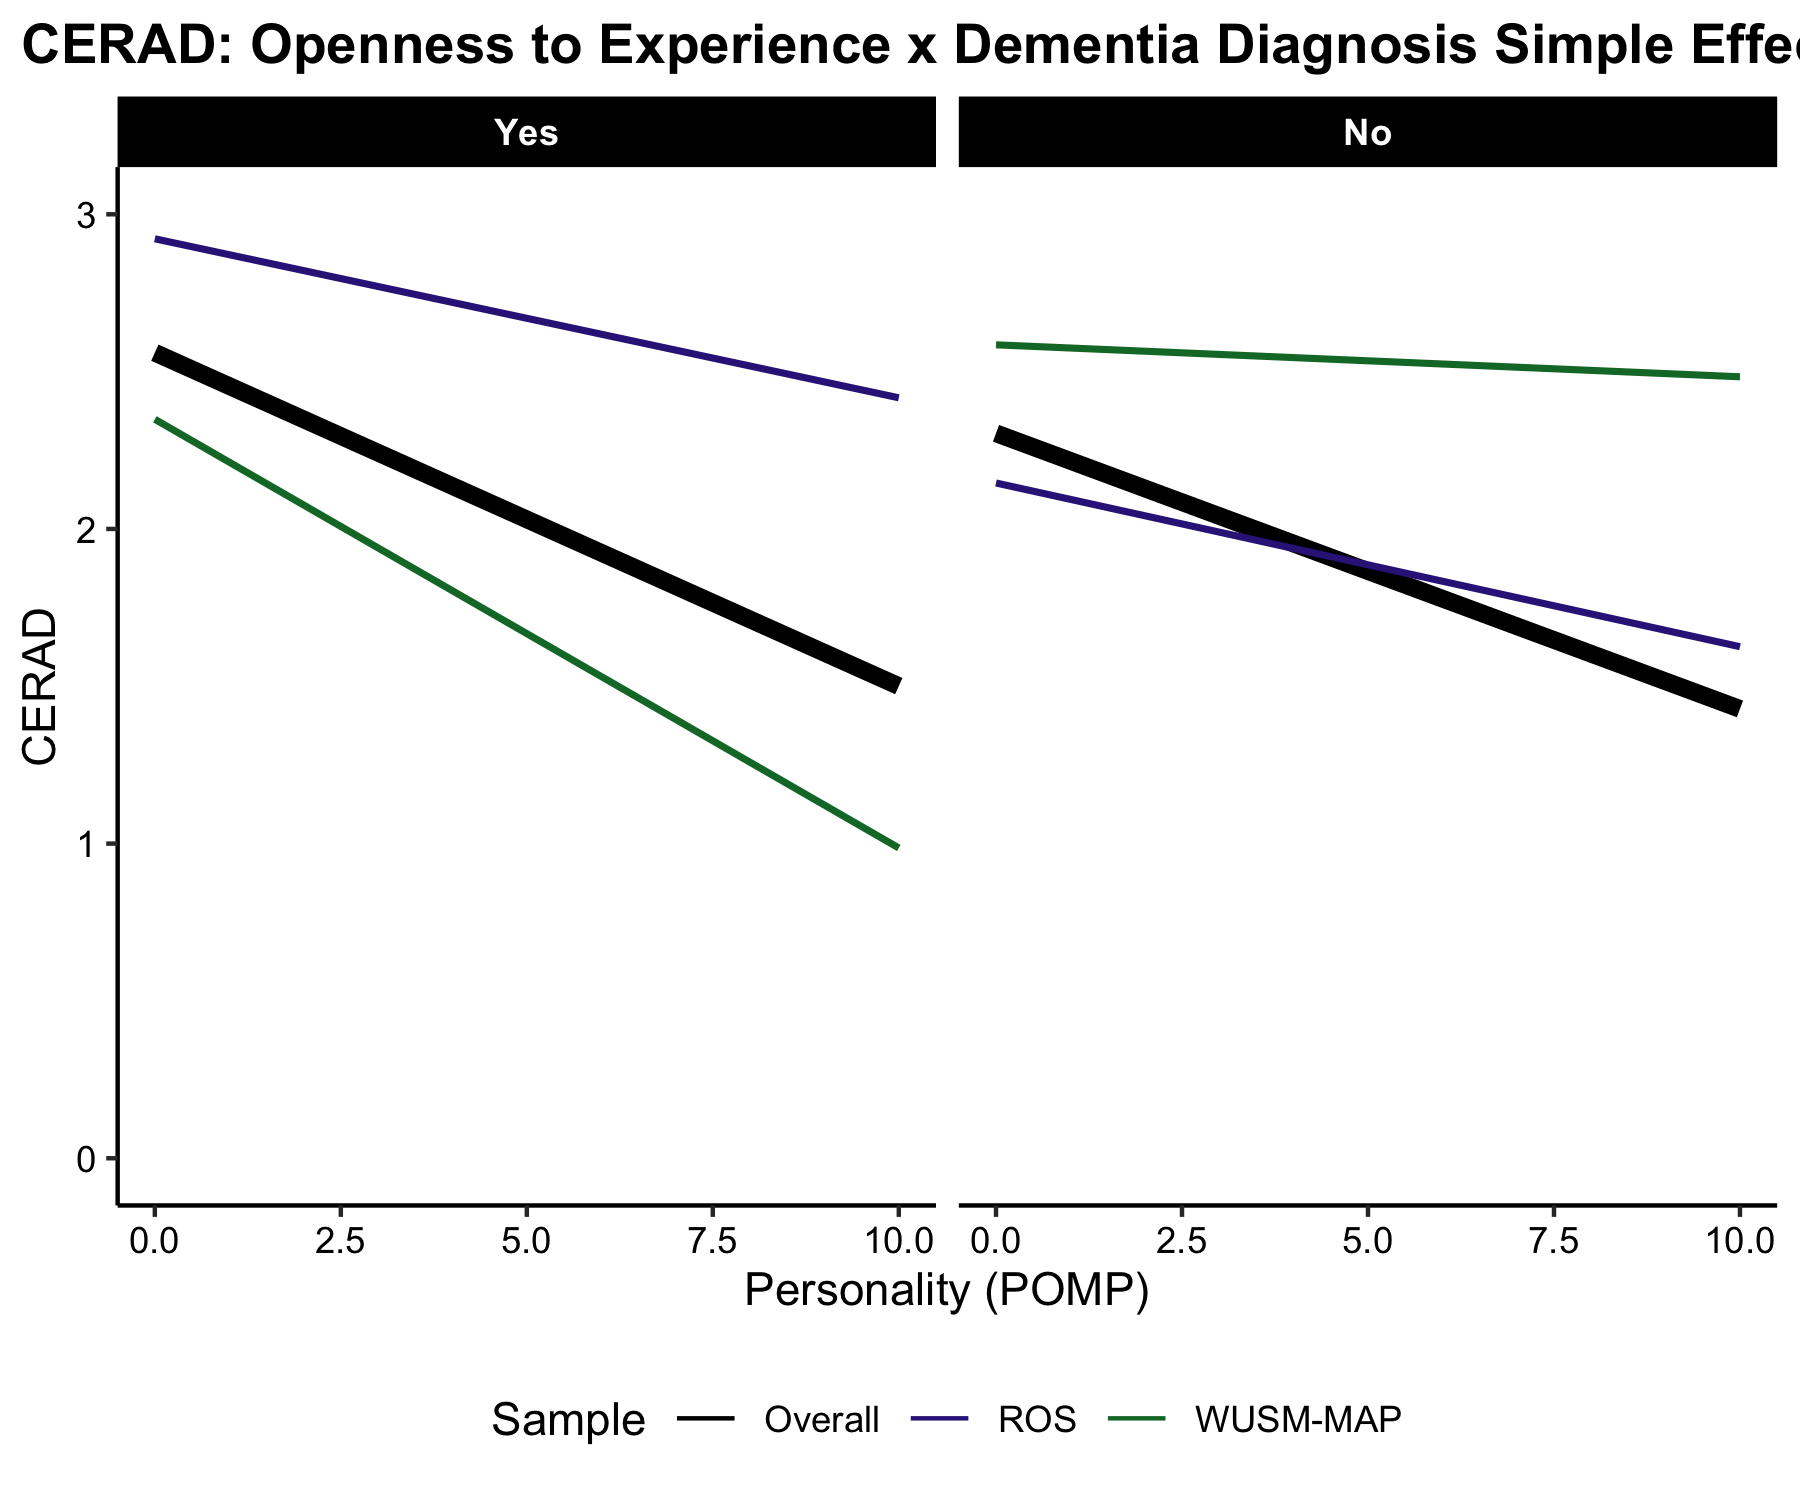 CERAD: Openness to Experience x Dementia Diagnosis Simple Effe
Yes No
3
2
1
0
CERAD
0.0 2.5 5.0 7.5 10.0 0.0 2.5 5.0 7.5 10.0
Personality (POMP)
Sample Overall ROS WUSM-MAP